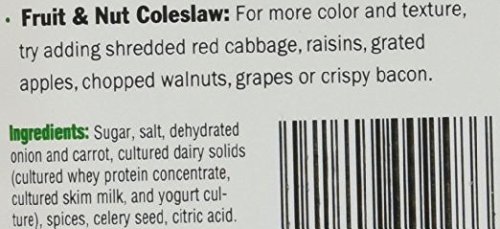 • Fruit & Nut Coleslaw: For more color and texture,
try adding shredded red cabbage, raisins, grated
apples, chopped walnuts, grapes or crispy bacon.
Ingredients: Sugar, salt, dehydrated
onion and carrot, cultured dairy solids
(cultured whey protein concentrate,
cultured skim milk, and yogurt cul-
ture), spices, celery seed, citric acid.